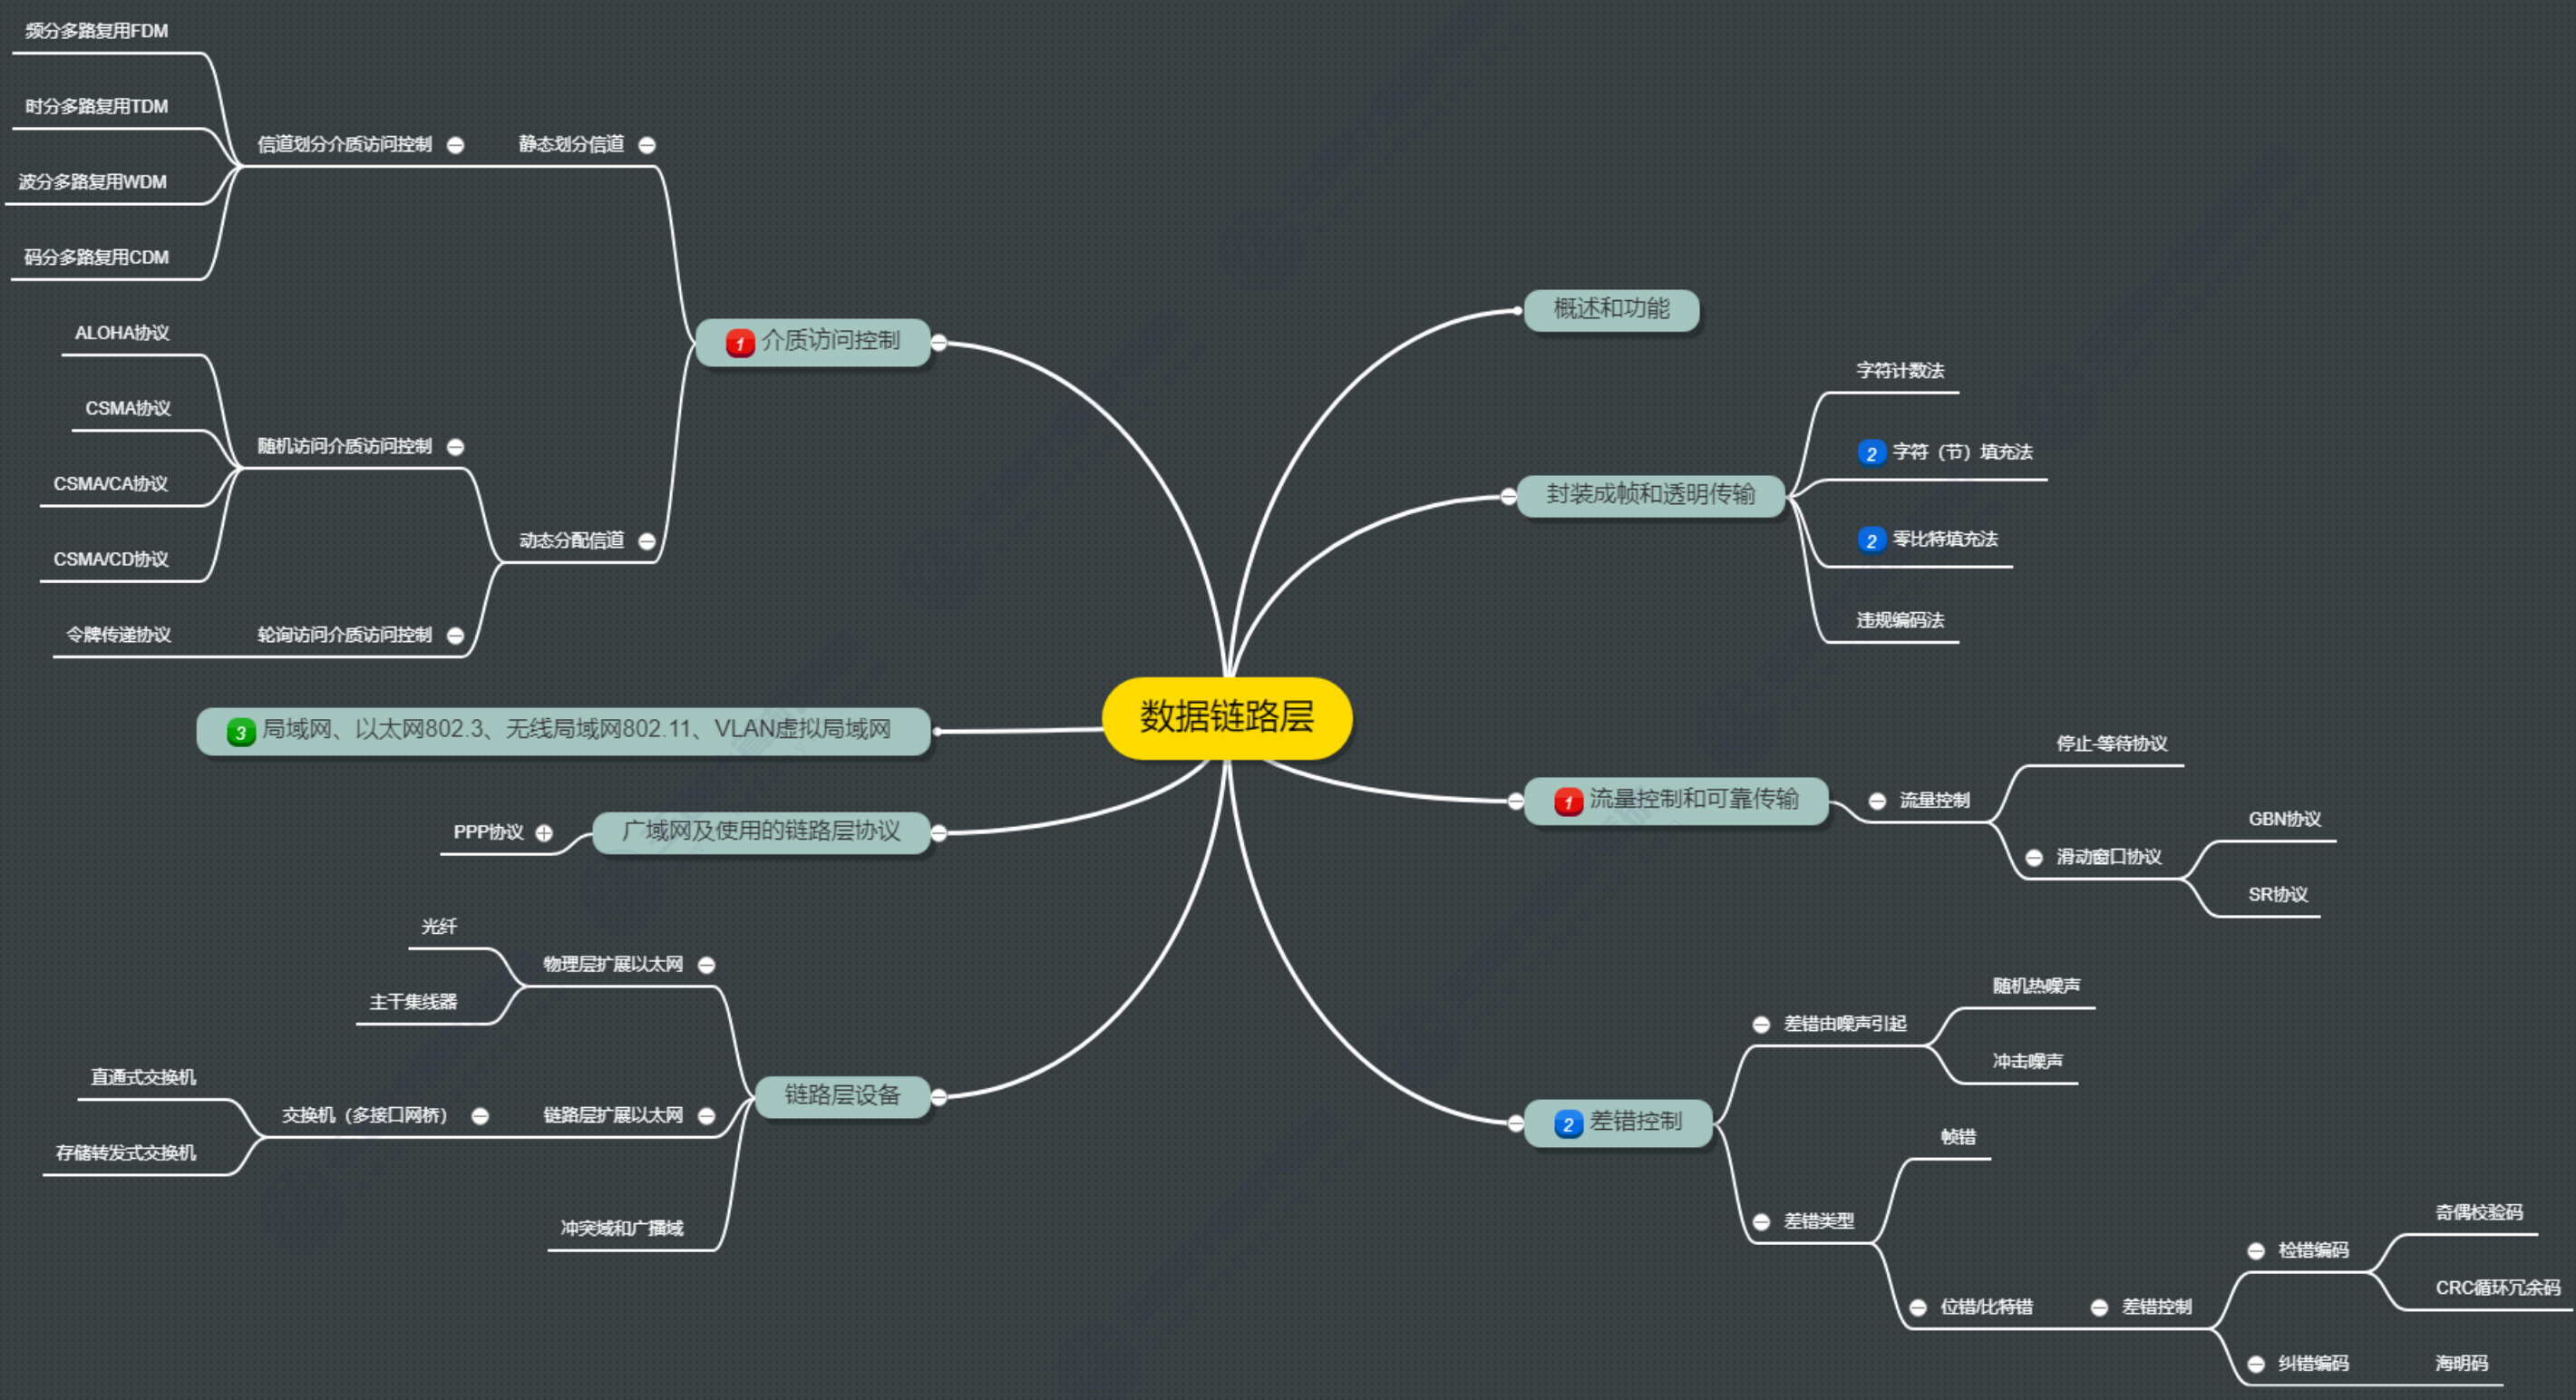 数据链路层
概述和功能
封装成帧和透明传输
字符计数法
2 字符（节）填充法
2 零比特填充法
违规编码法
1 流量控制和可靠传输
流量控制
停止-等待协议
滑动窗口协议
GBN协议
SR协议
2 差错控制
差错由噪声引起
随机热噪声
冲击噪声
差错类型
帧错
位错/比特错
差错控制
检错编码
奇偶校验码
CRC循环冗余码
纠错编码
海明码
1 介质访问控制
静态划分信道
信道划分介质访问控制
频分多路复用FDM
时分多路复用TDM
波分多路复用WDM
码分多路复用CDM
动态分配信道
随机访问介质访问控制
ALOHA协议
CSMA协议
CSMA/CA协议
CSMA/CD协议
轮询访问介质访问控制
令牌传递协议
3 局域网、以太网802.3、无线局域网802.11、VLAN虚拟局域网
广域网及使用的链路层协议
PPP协议
链路层设备
物理层扩展以太网
光纤
主干集线器
链路层扩展以太网
交换机（多接口网桥）
直通式交换机
存储转发式交换机
冲突域和广播域